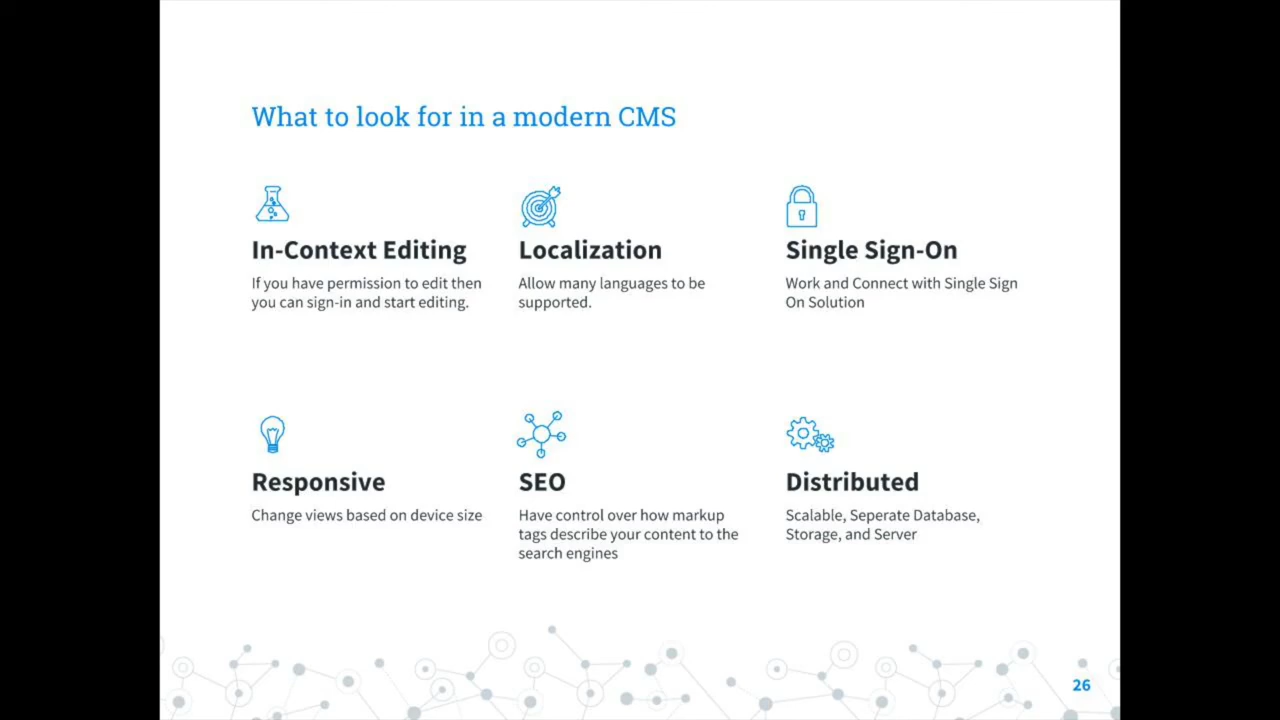 What to look for in a modern CMS
In-Context Editing
If you have permission to edit then
you can sign-in and start editing.
Localization
Allow many languages to be
supported.
Single Sign-On
Work and Connect with Single Sign
On Solution
Responsive
Change views based on device size
SEO
Have control over how markup
tags describe your content to the
search engines
Distributed
Scalable, Seperate Database,
Storage, and Server
26